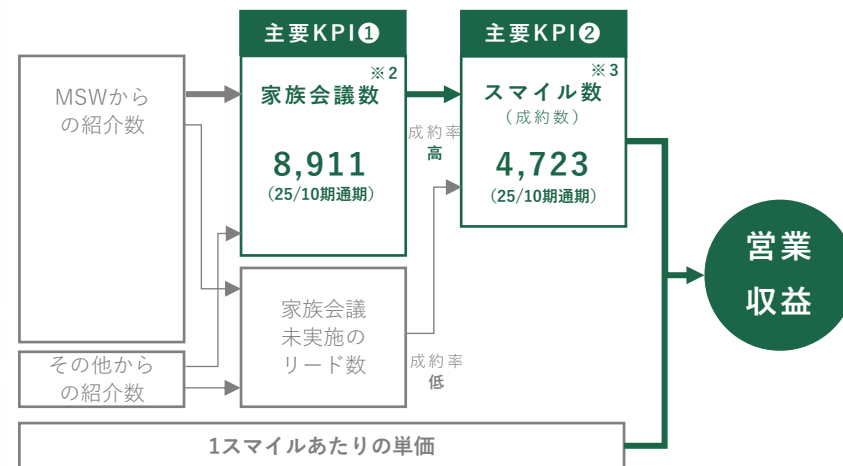 主要KPI❶
主要KPI❷
MSWから
の紹介数
※2
家族会議数
8,911
（25/10期通期）
成約率
高
※3
スマイル数
（成約数）
4,723
（25/10期通期）
営業
収益
家族会議
未実施の
リード数
成約率
低
その他から
の紹介数
1スマイルあたりの単価